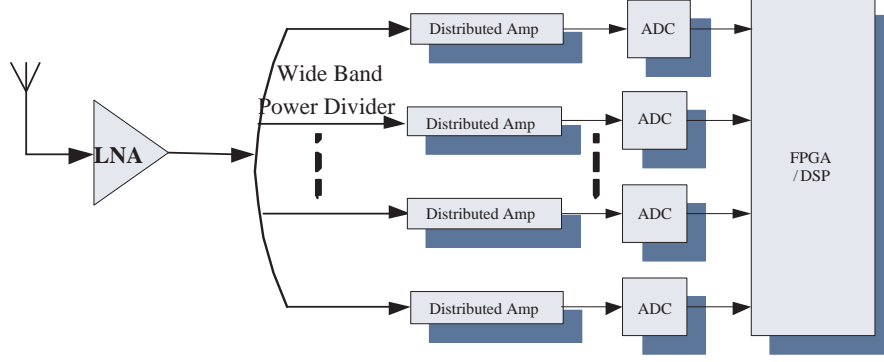 Distributed Amp
ADC
Wide Band
Power Divider
Distributed Amp
ADC
LNA
FPGA
/DSP
Distributed Amp
ADC
Distributed Amp
ADC